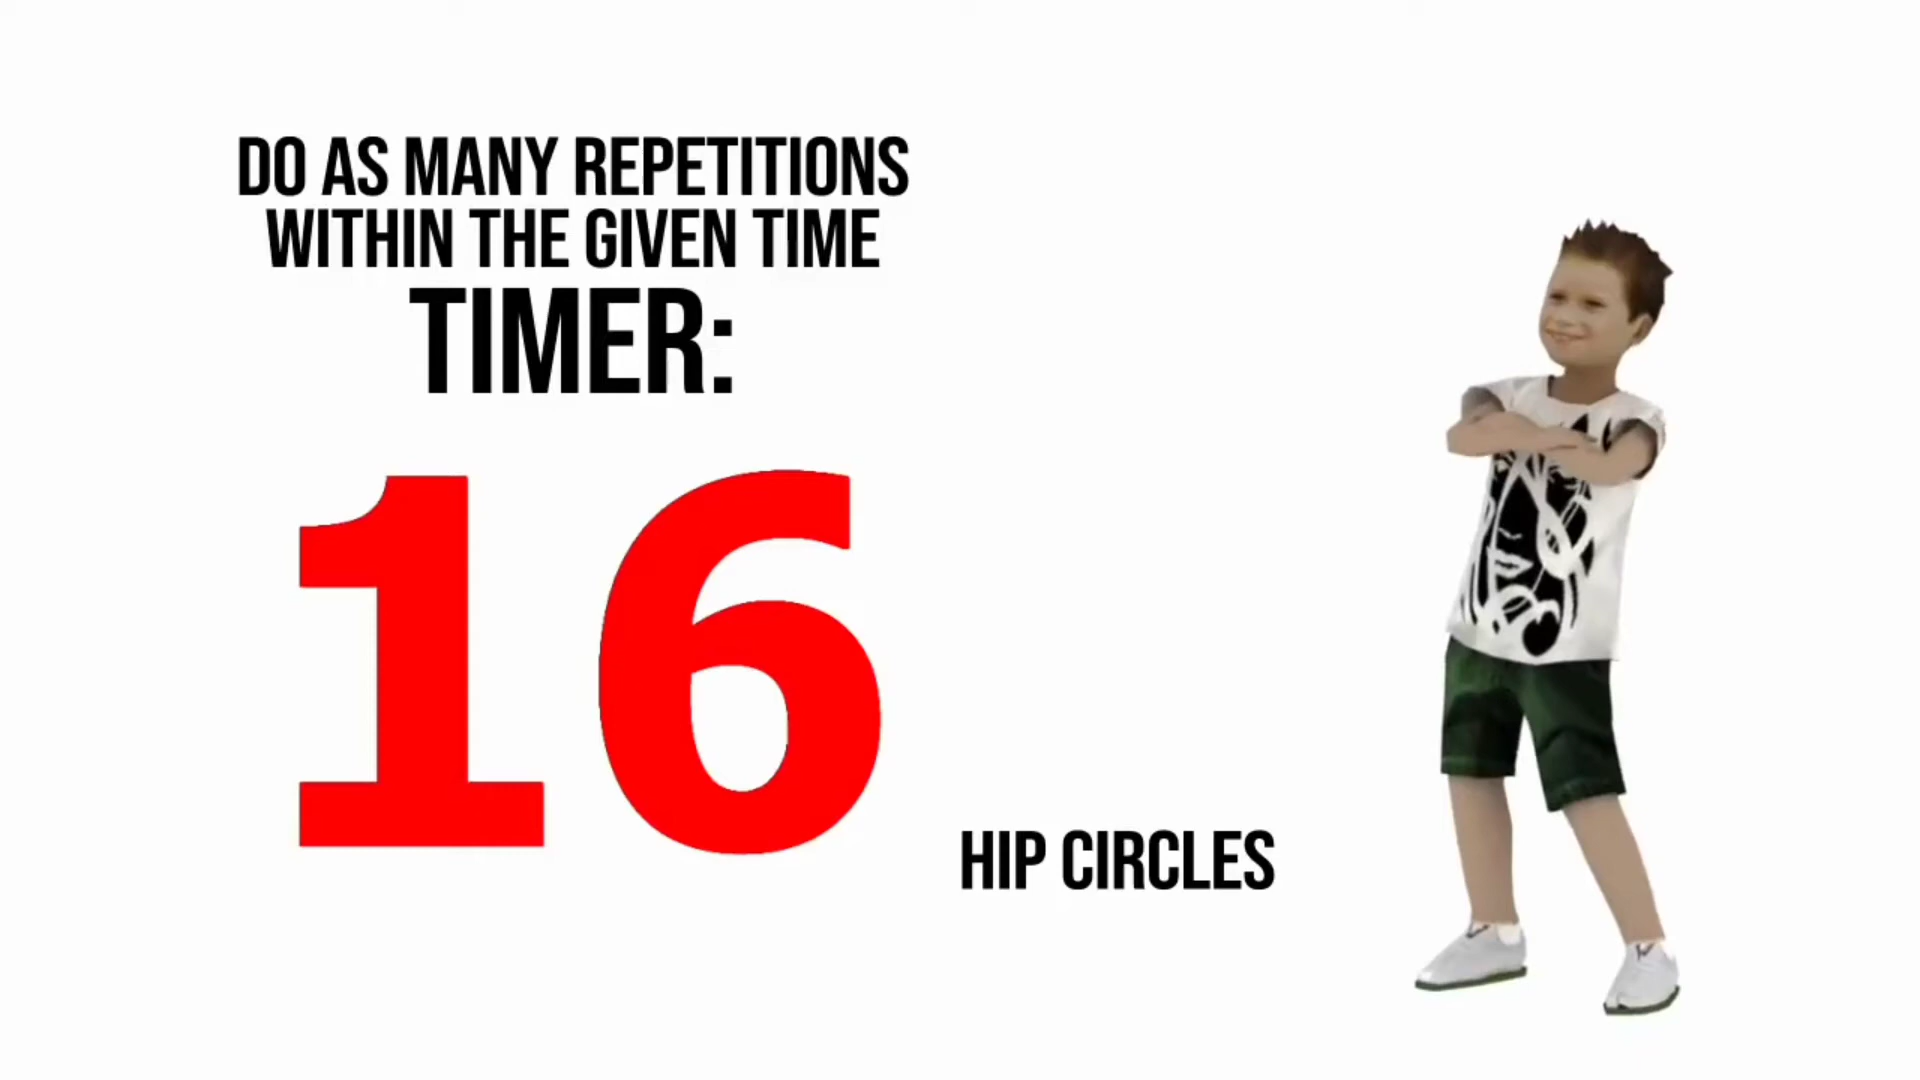 DO AS MANY REPETITIONS
WITHIN THE GIVEN TIME
TIMER:
16
HIP CIRCLES